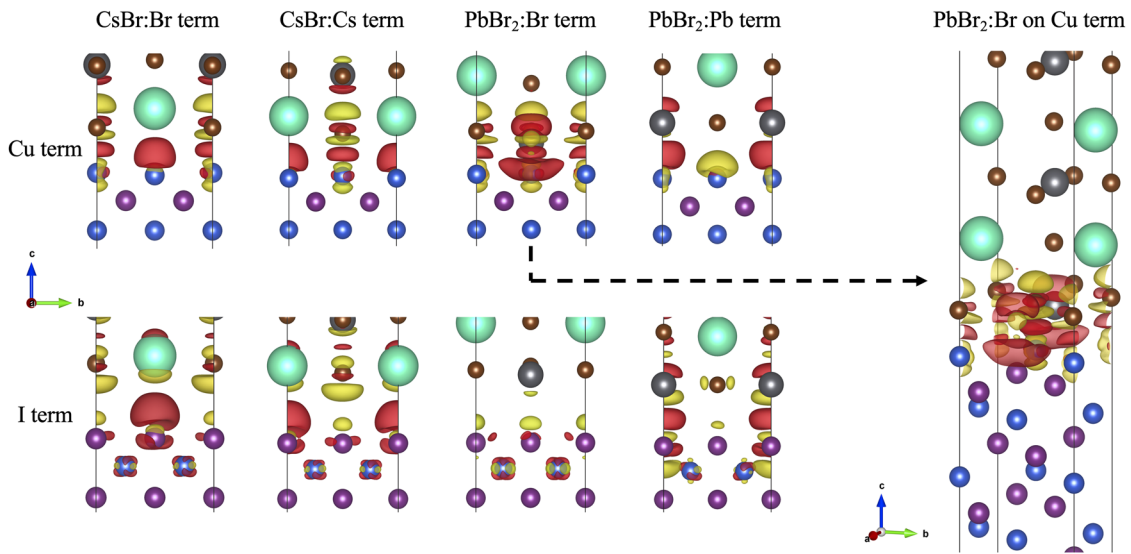 CsBr:Br term
CsBr:Cs term
PbBr₂:Br term
PbBr₂:Pb term
PbBr₂:Br on Cu term
Cu term
c
a
b
I term
c
a
b